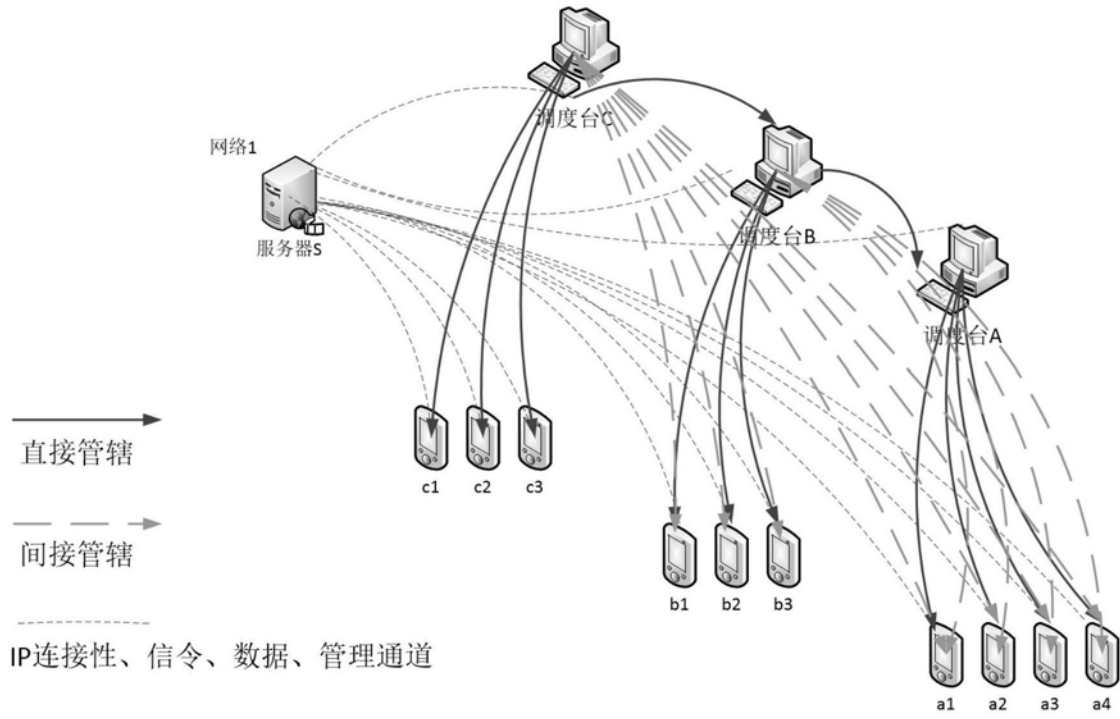 调度台C
网络1
服务器S
调度台B
调度台A
直接管辖
c1
c2
c3
间接管辖
b1
b2
b3
IP连接性、信令、数据、管理通道
a1
a2
a3
a4